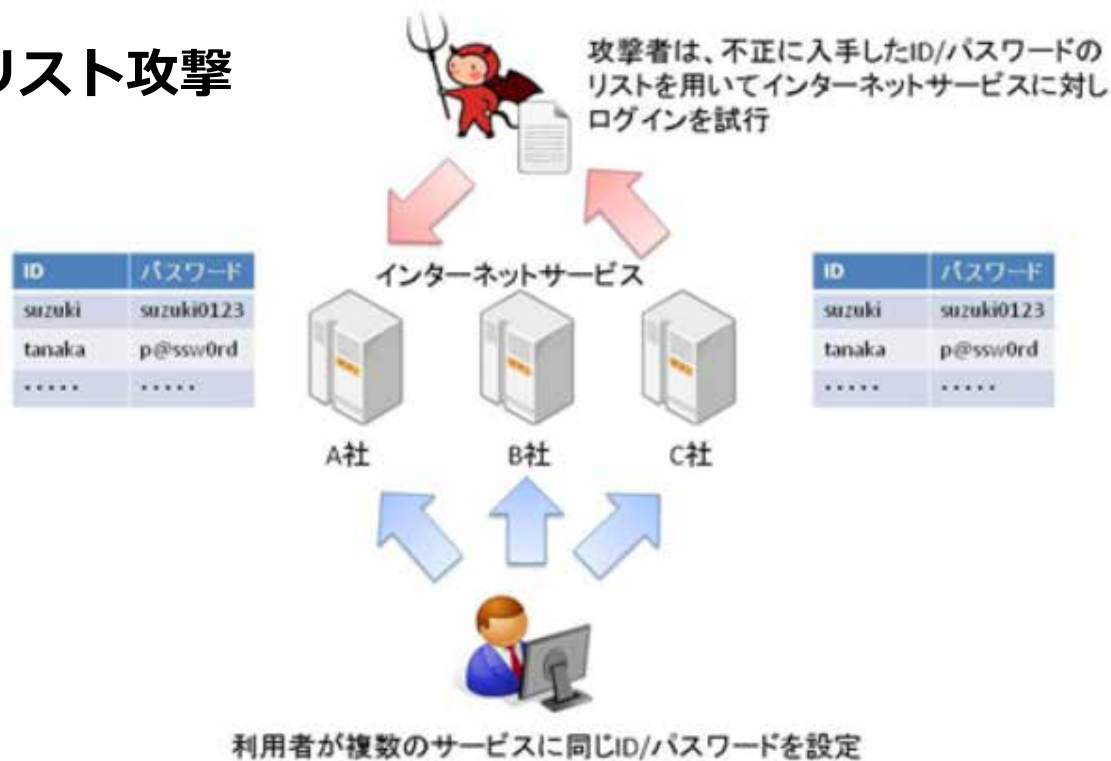 リスト攻撃
攻撃者は、不正に入手したID/パスワードの
リストを用いてインターネットサービスに対し
ログインを試行
インターネットサービス
ID パスワード
suzuki suzuki0123
tanaka p@ssw0rd
••••• •••••
ID パスワード
suzuki suzuki0123
tanaka p@ssw0rd
••••• •••••
A社 B社 C社
利用者が複数のサービスに同じID/パスワードを設定